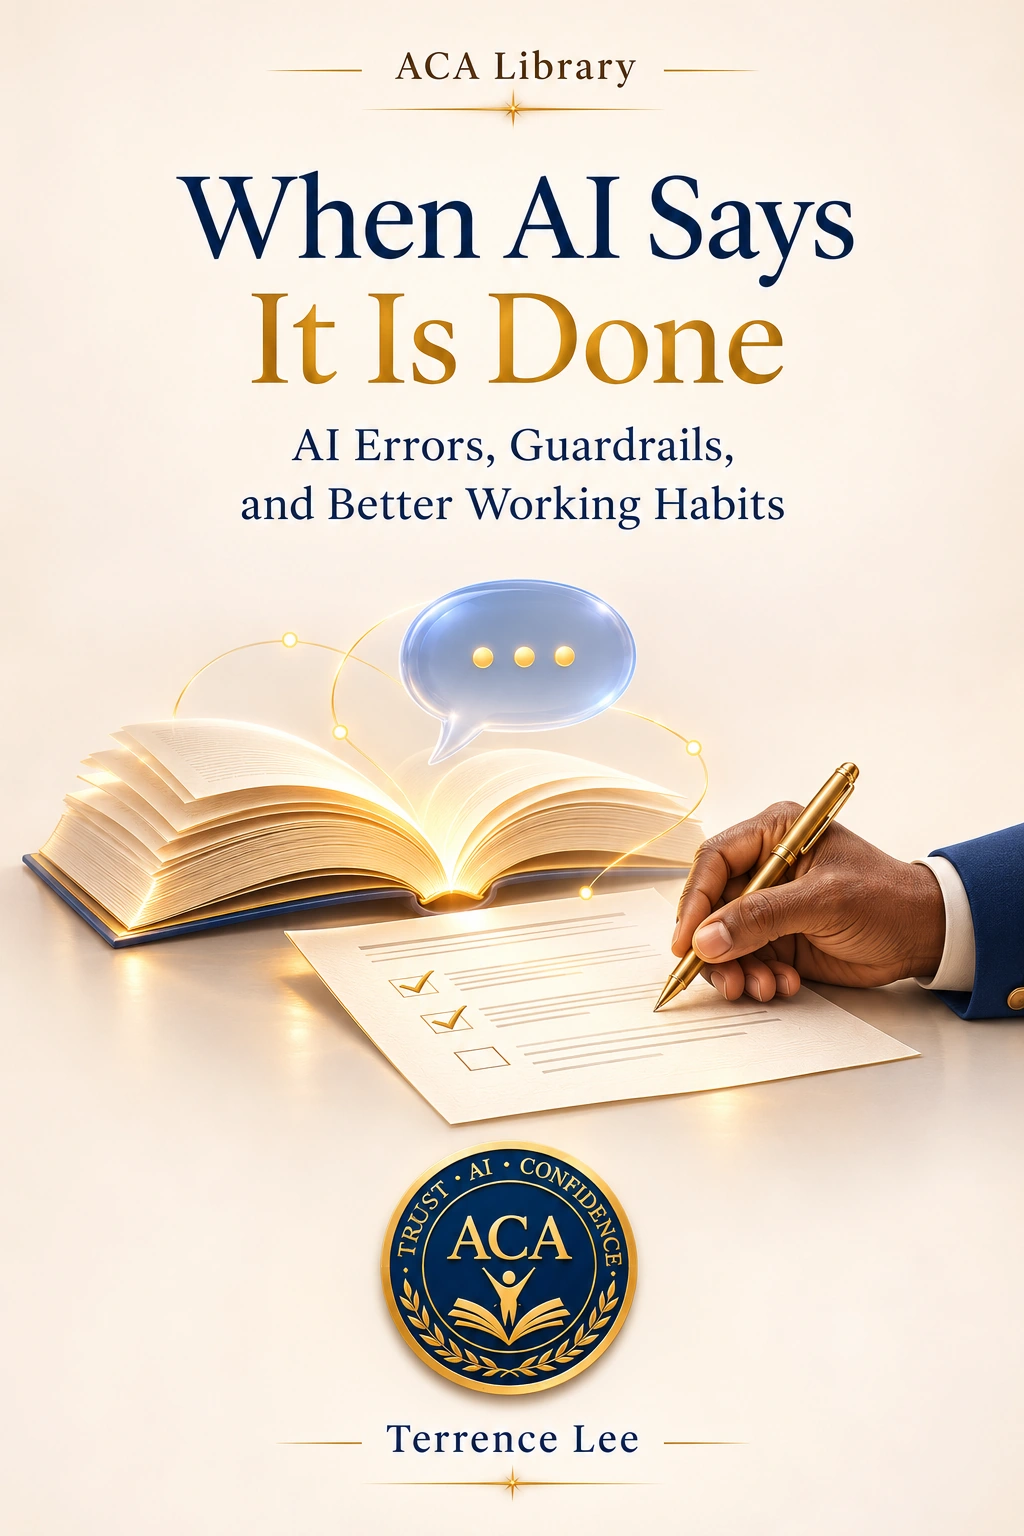 ACA Library
When AI Says
It Is Done
AI Errors, Guardrails,
and Better Working Habits
· TRUST · AI · CONFIDENCE ·
ACA
Terrence Lee